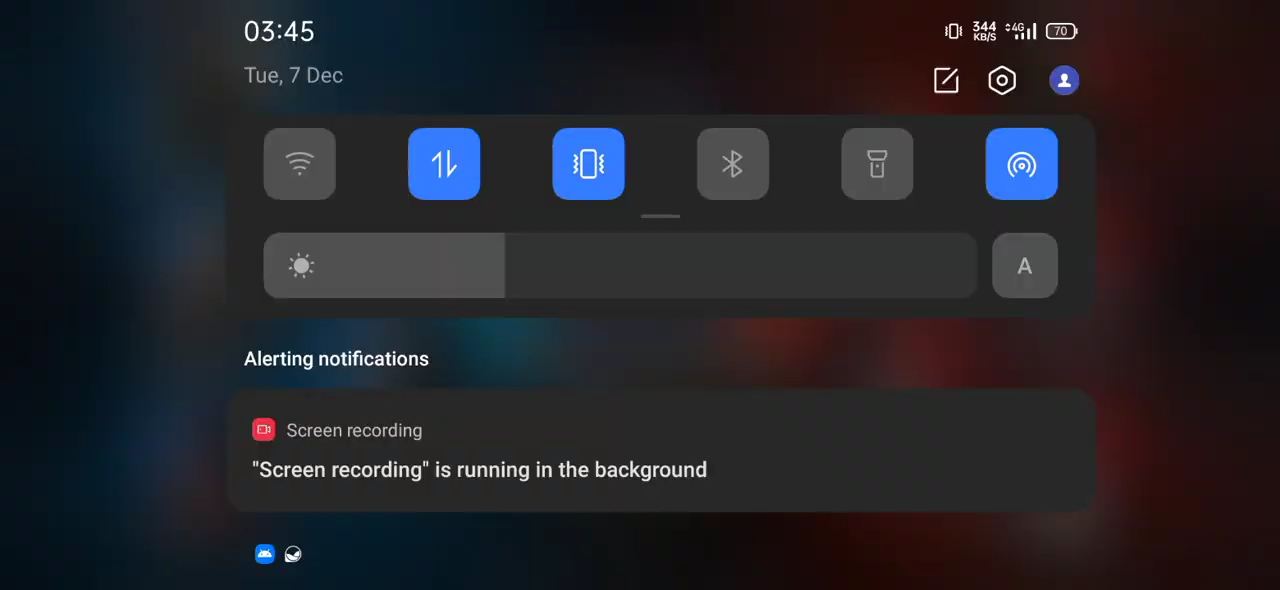 03:45
344 KB/S 4G 70
Tue, 7 Dec
A
Alerting notifications
Screen recording
"Screen recording" is running in the background